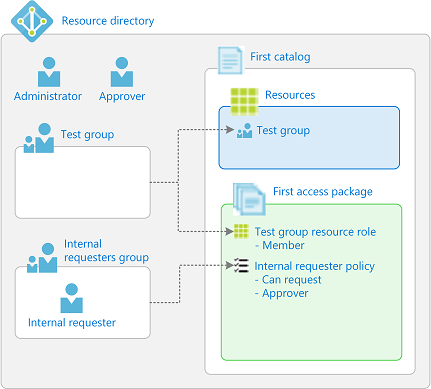 Resource directory
First catalog
Administrator
Approver
Resources
Test group
Test group
First access package
Test group resource role
- Member
Internal
requesters group
Internal requester policy
- Can request
- Approver
Internal requester